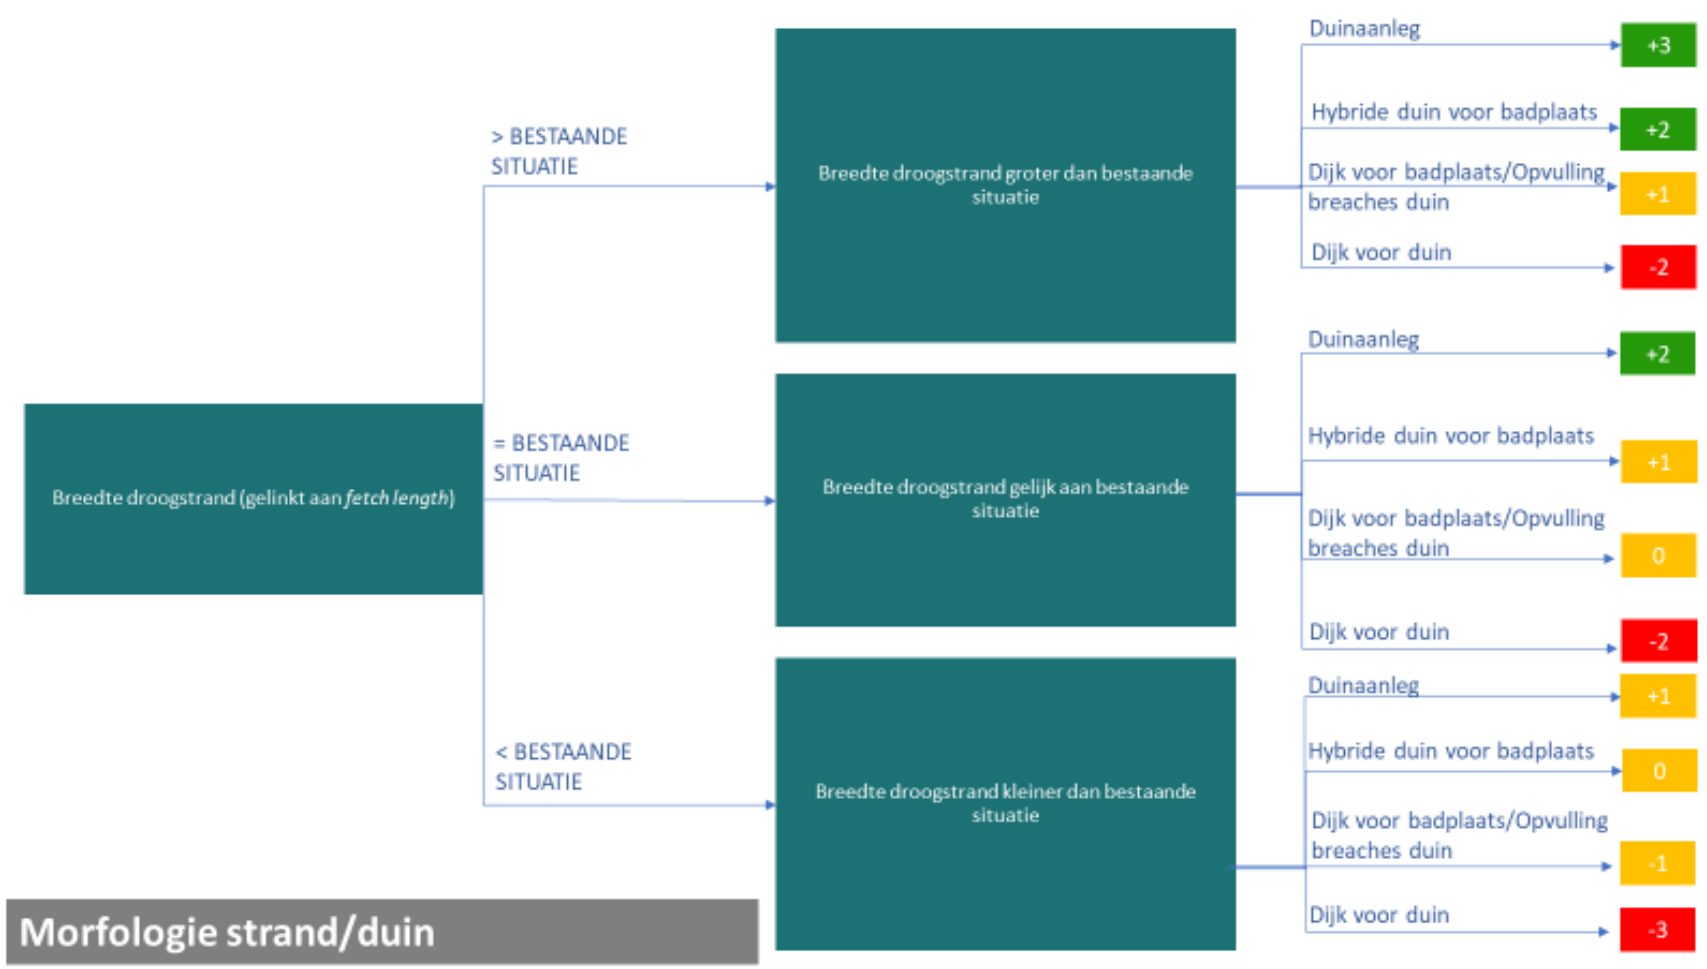 Breedte droogstrand (gelinkt aan fetch length)
> BESTAANDE
SITUATIE
Breedte droogstrand groter dan bestaande
situatie
Duinaanleg
+3
Hybride duin voor badplaats
+2
Dijk voor badplaats/Opvulling
breaches duin
+1
Dijk voor duin
-2
= BESTAANDE
SITUATIE
Breedte droogstrand gelijk aan bestaande
situatie
Duinaanleg
+2
Hybride duin voor badplaats
+1
Dijk voor badplaats/Opvulling
breaches duin
0
Dijk voor duin
-2
< BESTAANDE
SITUATIE
Breedte droogstrand kleiner dan bestaande
situatie
Duinaanleg
+1
Hybride duin voor badplaats
0
Dijk voor badplaats/Opvulling
breaches duin
-1
Dijk voor duin
-3
Morfologie strand/duin